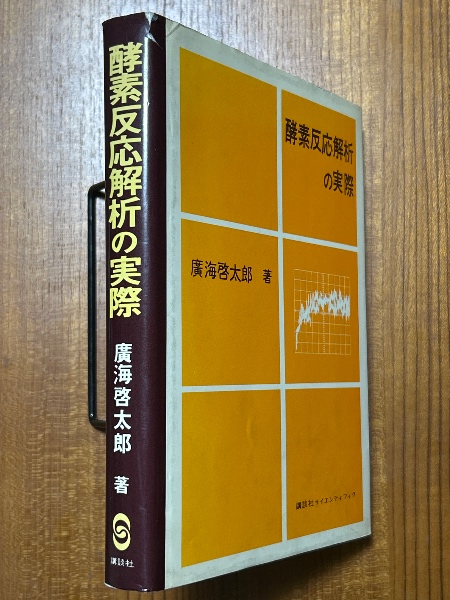 酵素反応解析の実際
廣海啓太郎 著
講談社
酵素反応解析
の実際
廣海啓太郎 著
講談社サイエンティフィク